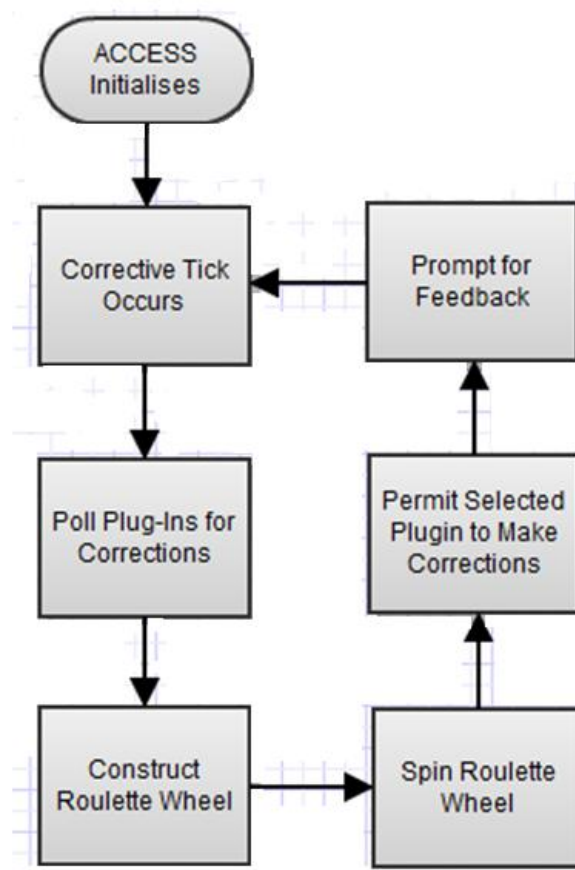 ACCESS
Initialises
Corrective Tick
Occurs
Prompt for
Feedback
Poll Plug-Ins for
Corrections
Permit Selected
Plugin to Make
Corrections
Construct
Roulette Wheel
Spin Roulette
Wheel